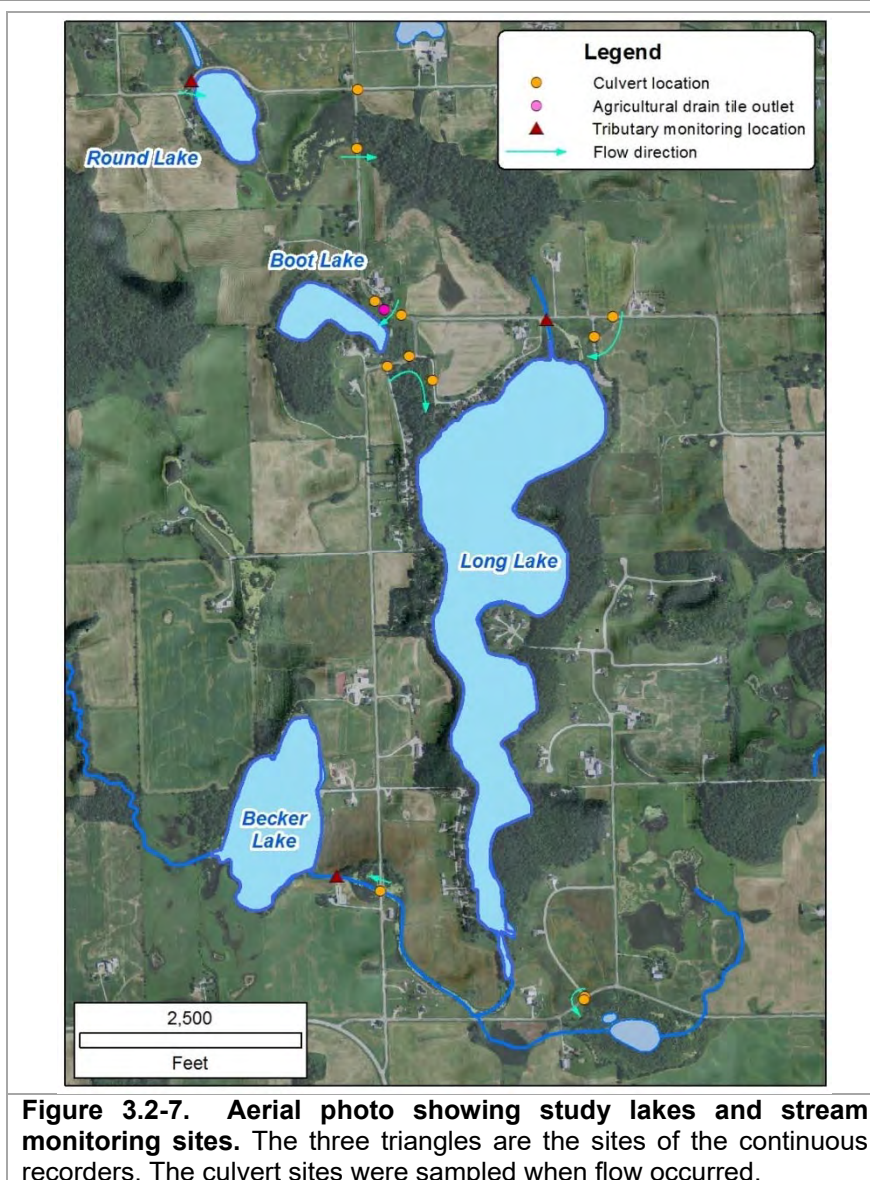 Legend
Culvert location
Agricultural drain tile outlet
Tributary monitoring location
Flow direction
Round Lake
Boot Lake
Long Lake
Becker
Lake
2,500
Feet
Figure 3.2-7. Aerial photo showing study lakes and stream
monitoring sites. The three triangles are the sites of the continuous
recorders. The culvert sites were sampled when flow occurred.